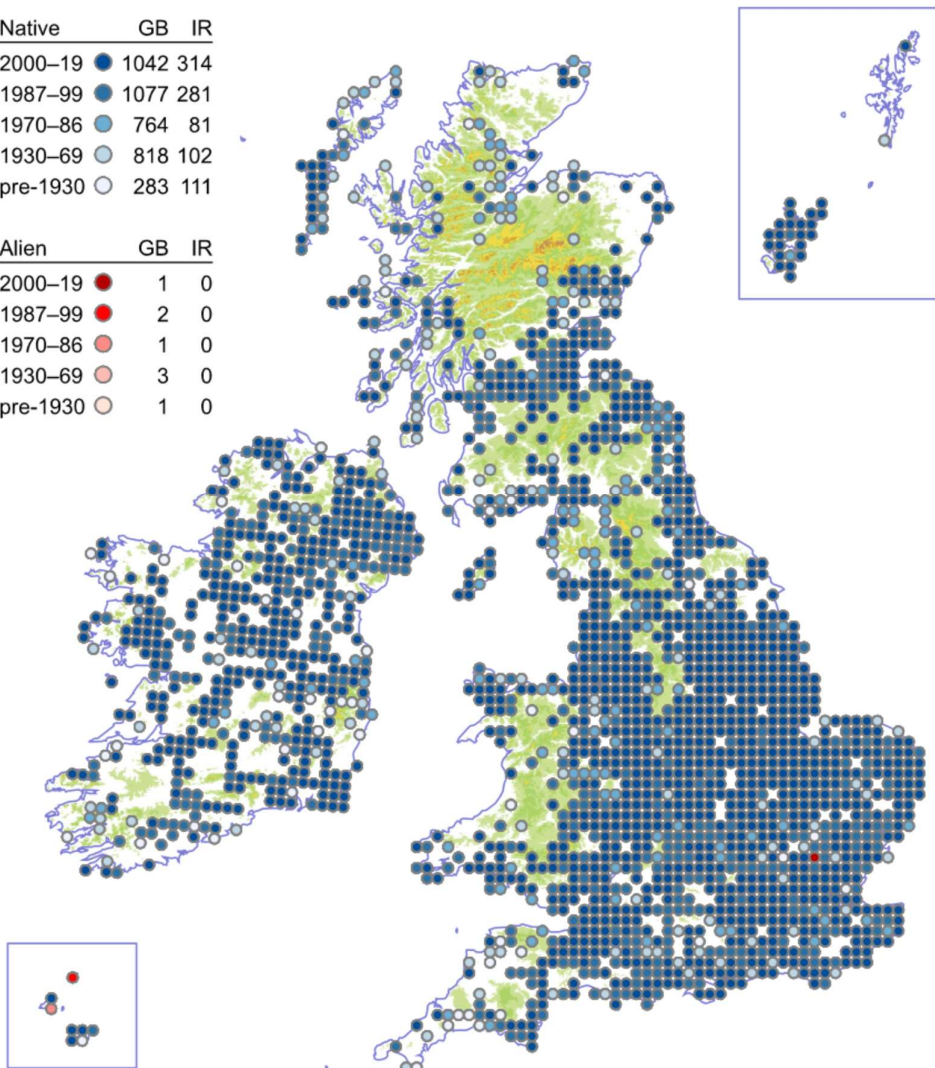 Native GB IR
2000–19 1042 314
1987–99 1077 281
1970–86 764 81
1930–69 818 102
pre-1930 283 111
Alien GB IR
2000–19 1 0
1987–99 2 0
1970–86 1 0
1930–69 3 0
pre-1930 1 0